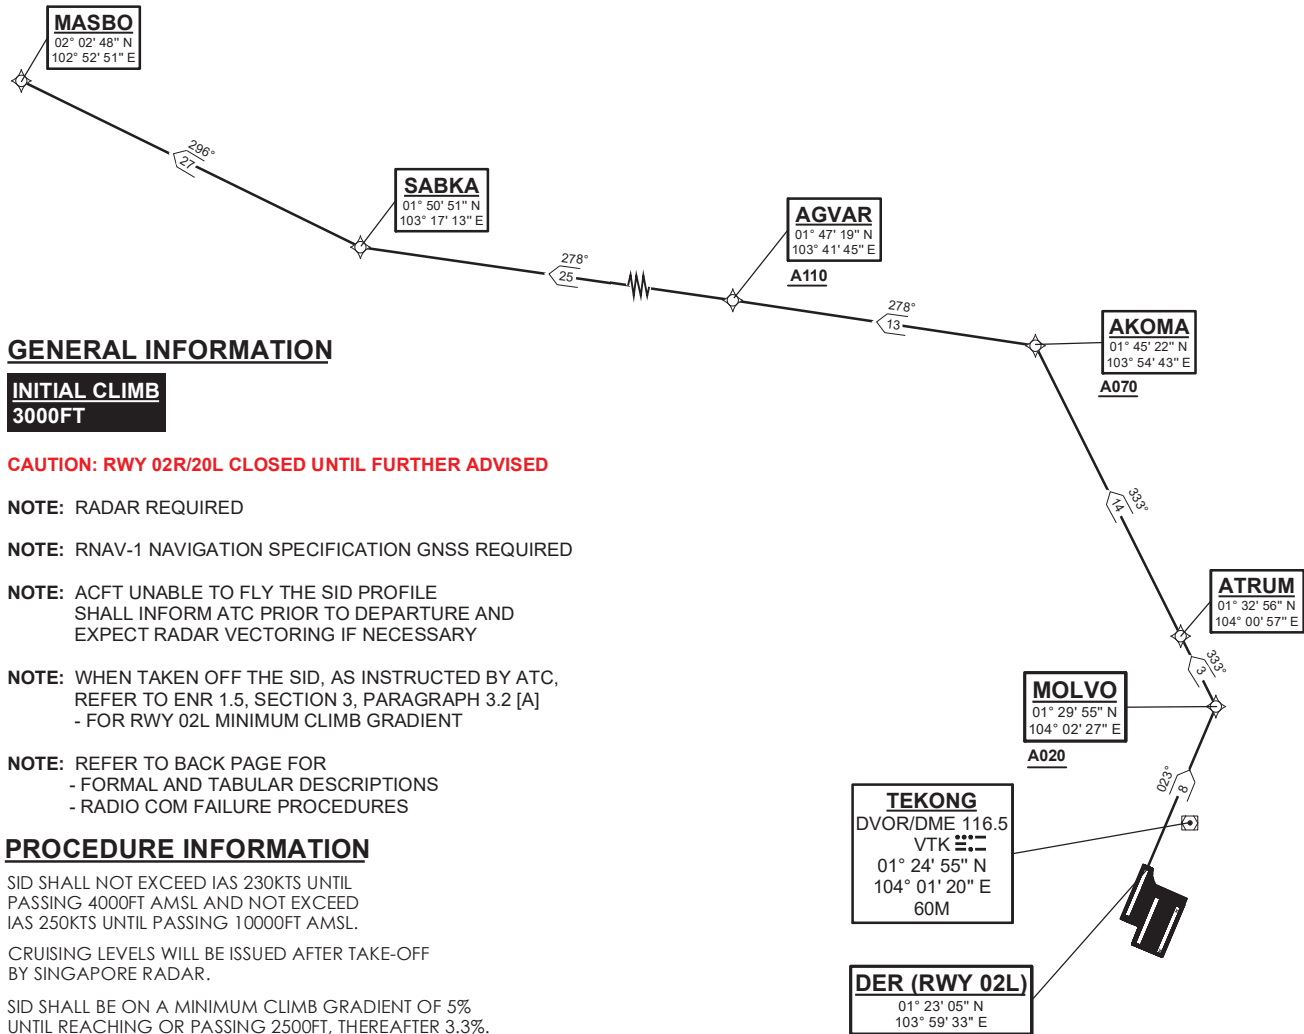 MASBO
02° 02' 48" N
102° 52' 51" E
296°
27
SABKA
01° 50' 51" N
103° 17' 13" E
278°
25
AGVAR
01° 47' 19" N
103° 41' 45" E
A110
278°
13
AKOMA
01° 45' 22" N
103° 54' 43" E
A070
333°
14
ATRUM
01° 32' 56" N
104° 00' 57" E
333°
3
MOLVO
01° 29' 55" N
104° 02' 27" E
A020
023°
8
TEKONG
DVOR/DME 116.5
VTK
01° 24' 55" N
104° 01' 20" E
60M
DER (RWY 02L)
01° 23' 05" N
103° 59' 33" E
GENERAL INFORMATION
INITIAL CLIMB
3000FT
CAUTION: RWY 02R/20L CLOSED UNTIL FURTHER ADVISED
NOTE: RADAR REQUIRED
NOTE: RNAV-1 NAVIGATION SPECIFICATION GNSS REQUIRED
NOTE: ACFT UNABLE TO FLY THE SID PROFILE
SHALL INFORM ATC PRIOR TO DEPARTURE AND
EXPECT RADAR VECTORING IF NECESSARY
NOTE: WHEN TAKEN OFF THE SID, AS INSTRUCTED BY ATC,
REFER TO ENR 1.5, SECTION 3, PARAGRAPH 3.2 [A]
- FOR RWY 02L MINIMUM CLIMB GRADIENT
NOTE: REFER TO BACK PAGE FOR
- FORMAL AND TABULAR DESCRIPTIONS
- RADIO COM FAILURE PROCEDURES
PROCEDURE INFORMATION
SID SHALL NOT EXCEED IAS 230KTS UNTIL
PASSING 4000FT AMSL AND NOT EXCEED
IAS 250KTS UNTIL PASSING 10000FT AMSL.
CRUISING LEVELS WILL BE ISSUED AFTER TAKE-OFF
BY SINGAPORE RADAR.
SID SHALL BE ON A MINIMUM CLIMB GRADIENT OF 5%
UNTIL REACHING OR PASSING 2500FT, THEREAFTER 3.3%.